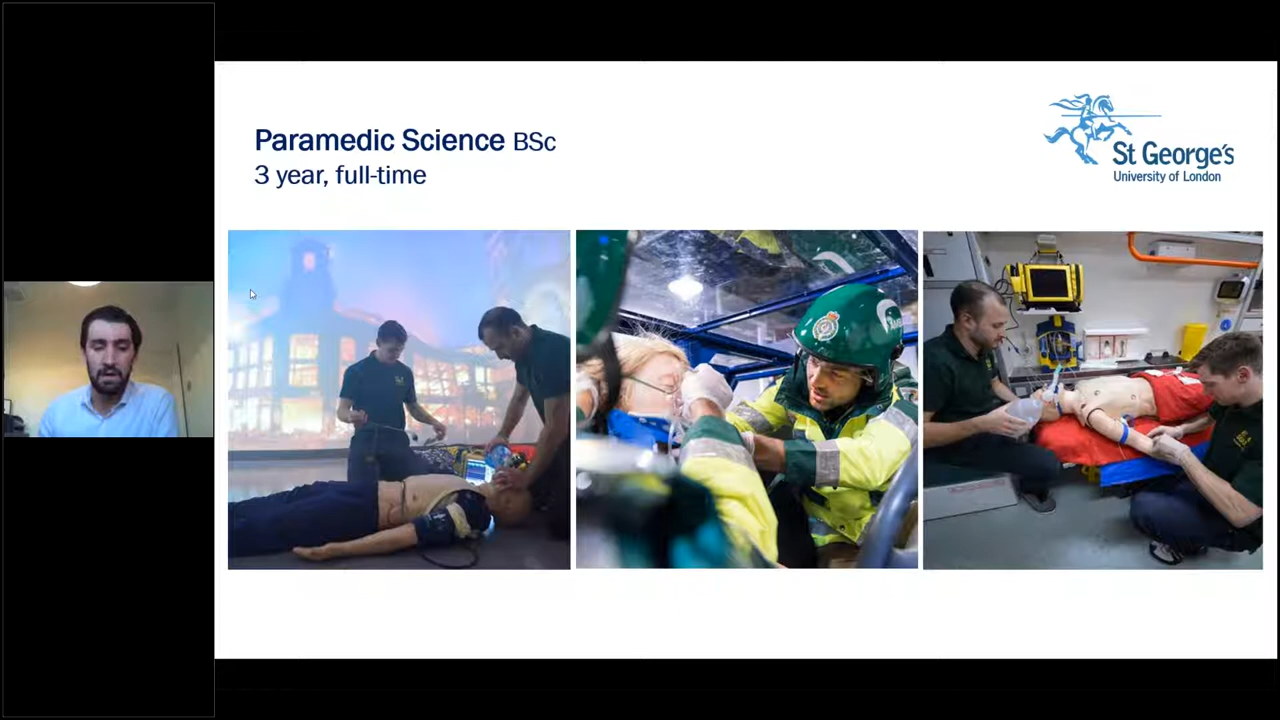 Paramedic Science BSc
3 year, full-time
St George's
University of London